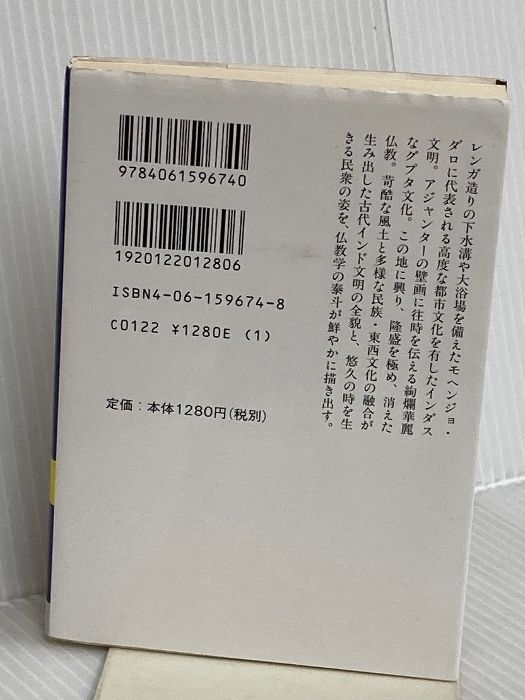 9784061596740
1920122012806
ISBN4-06-159674-8
C0122 ¥1280E (1)
定価：本体1280円(税別)
レンガ造りの下水溝や大浴場を備えたモヘンジョ・
ダロに代表される高度な都市文化を有したインダス
文明。アジャンターの壁画に往時を伝える絢爛華麗
なグプタ文化。この地に興り、隆盛を極め、消えた
仏教。苛酷な風土と多様な民族・東西文化の融合が
生み出した古代インド文明の全貌と、悠久の時を生
きる民衆の姿を、仏教学の泰斗が鮮やかに描き出す。